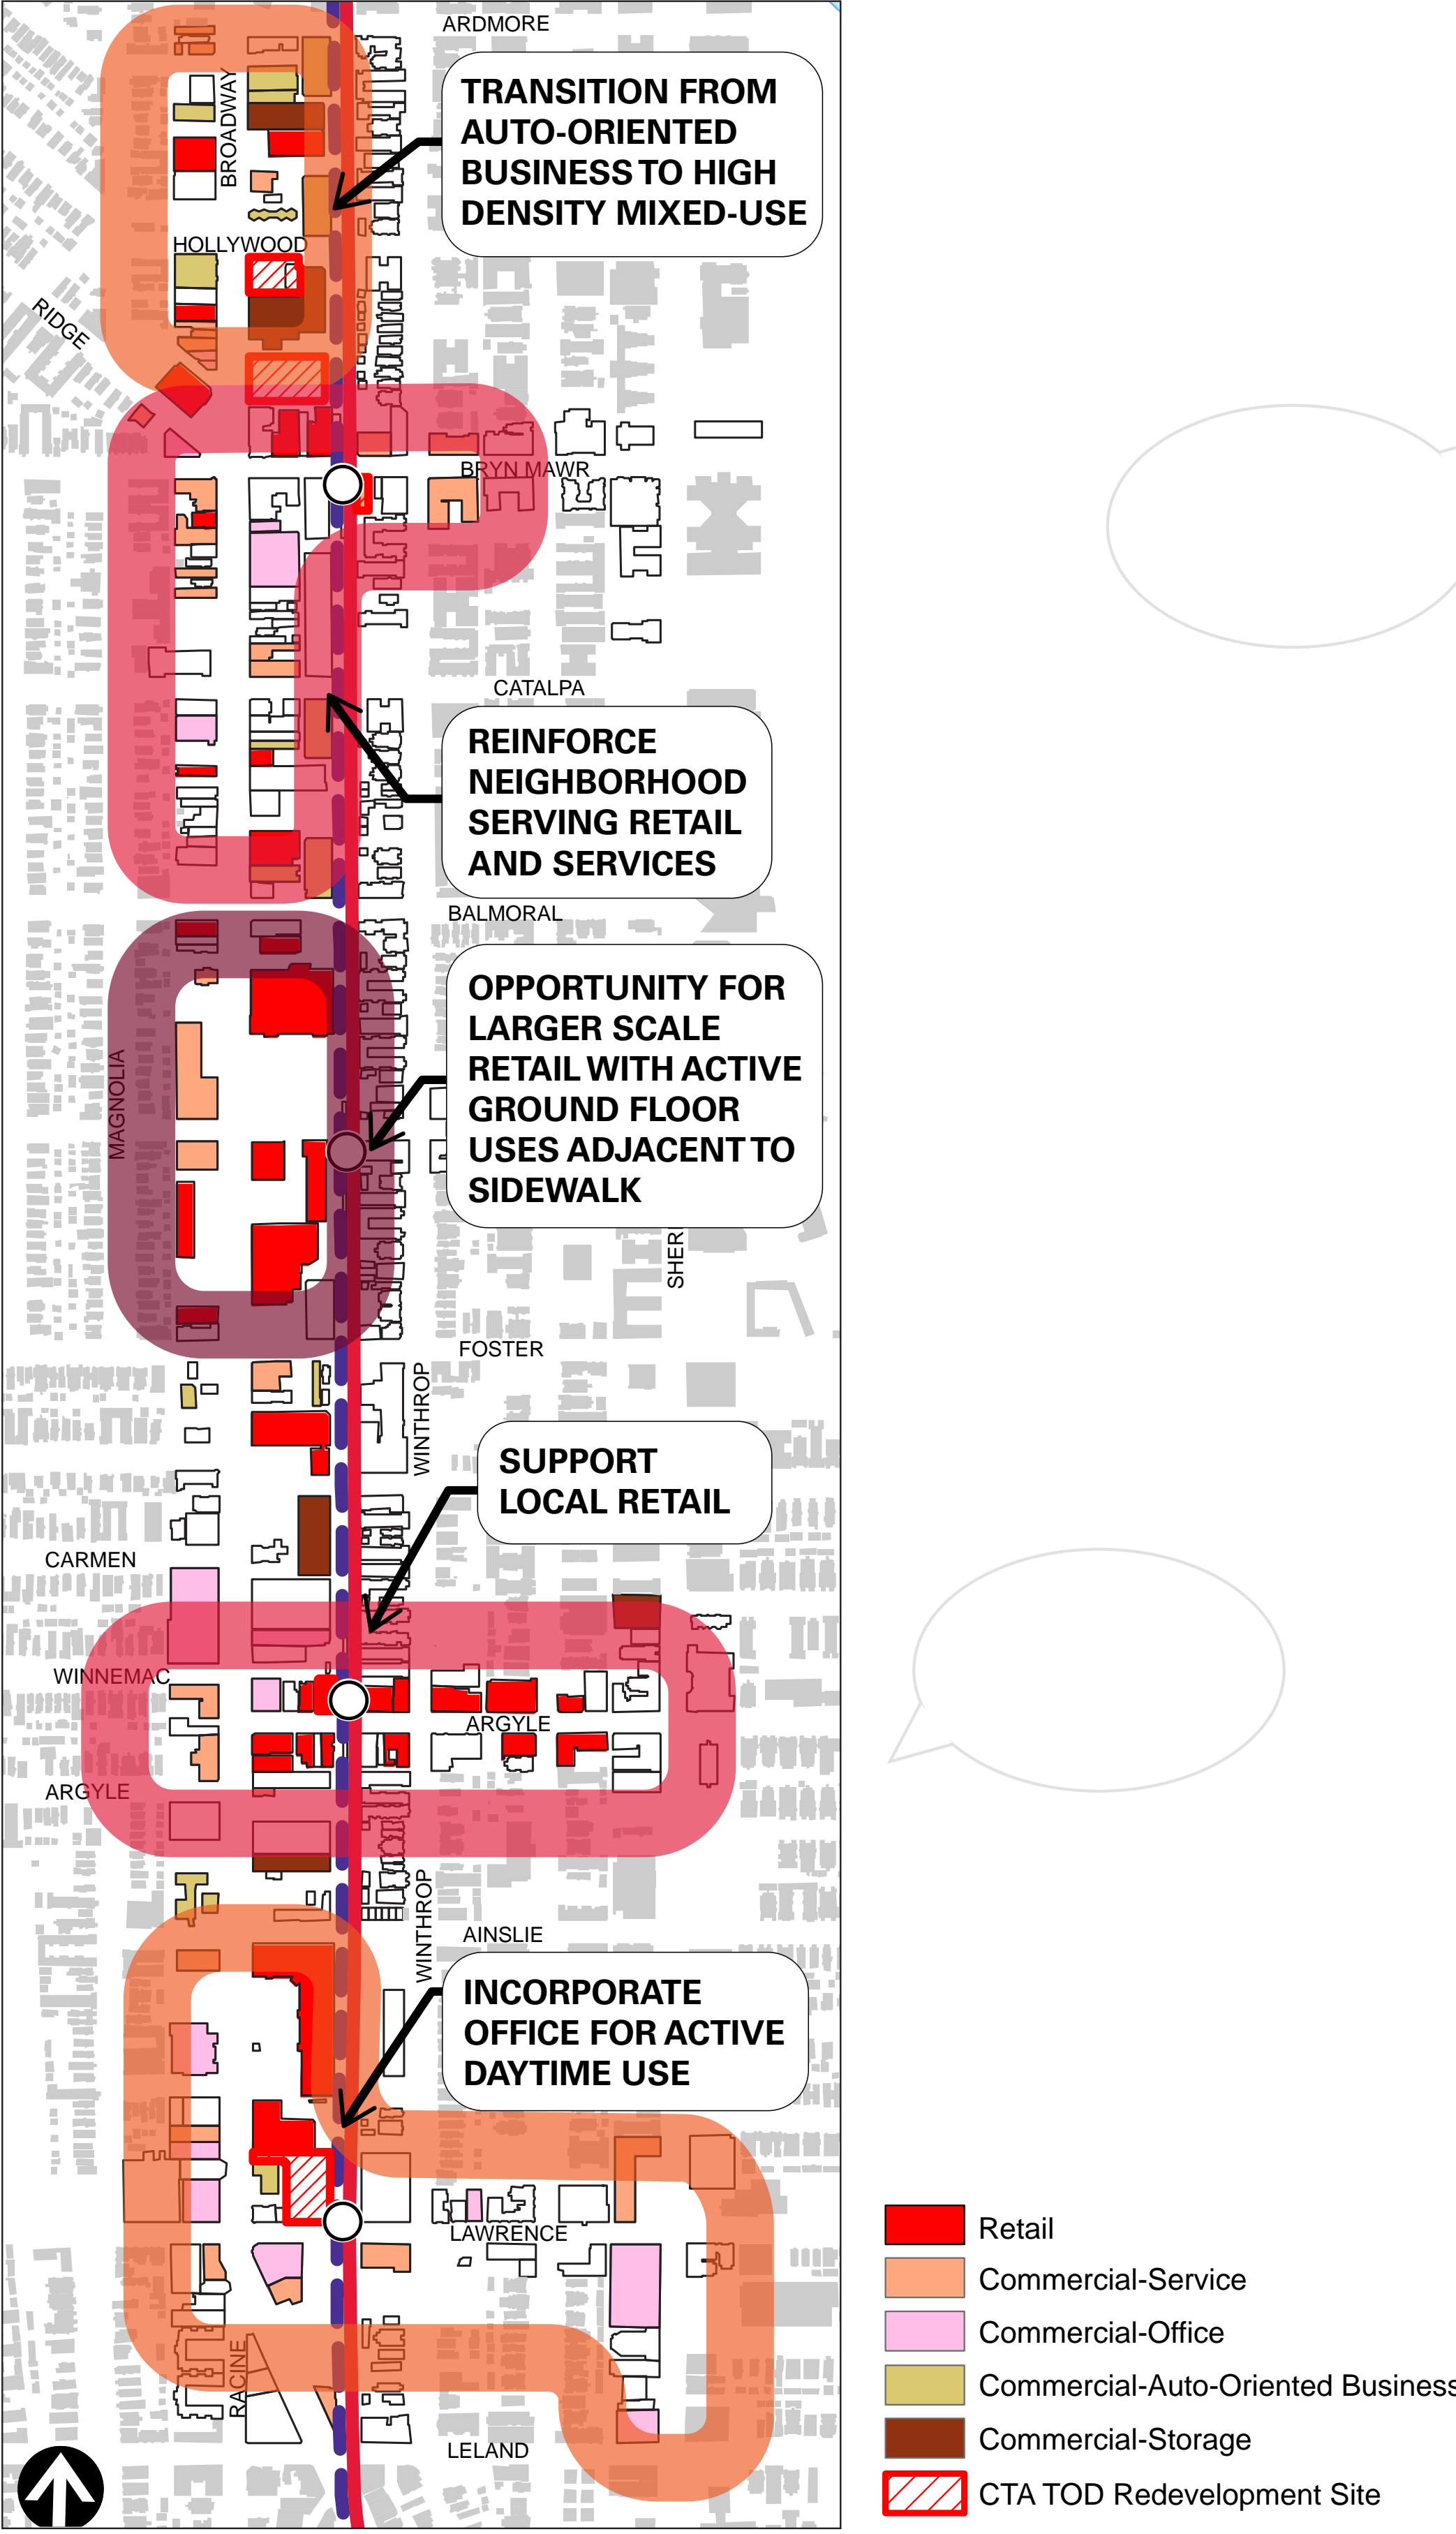 ARDMORE
TRANSITION FROM
AUTO-ORIENTED
BUSINESS TO HIGH
DENSITY MIXED-USE
BROADWAY
HOLLYWOOD
RIDGE
BRYN MAWR
CATALPA
REINFORCE
NEIGHBORHOOD
SERVING RETAIL
AND SERVICES
BALMORAL
OPPORTUNITY FOR
LARGER SCALE
RETAIL WITH ACTIVE
GROUND FLOOR
USES ADJACENT TO
SIDEWALK
MAGNOLIA
SHERI
FOSTER
WINTHROP
SUPPORT
LOCAL RETAIL
CARMEN
WINNEMAC
ARGYLE
ARGYLE
WINTHROP
AINSLIE
INCORPORATE
OFFICE FOR ACTIVE
DAYTIME USE
LAWRENCE
RACINE
LELAND
Retail
Commercial-Service
Commercial-Office
Commercial-Auto-Oriented Business
Commercial-Storage
CTA TOD Redevelopment Site